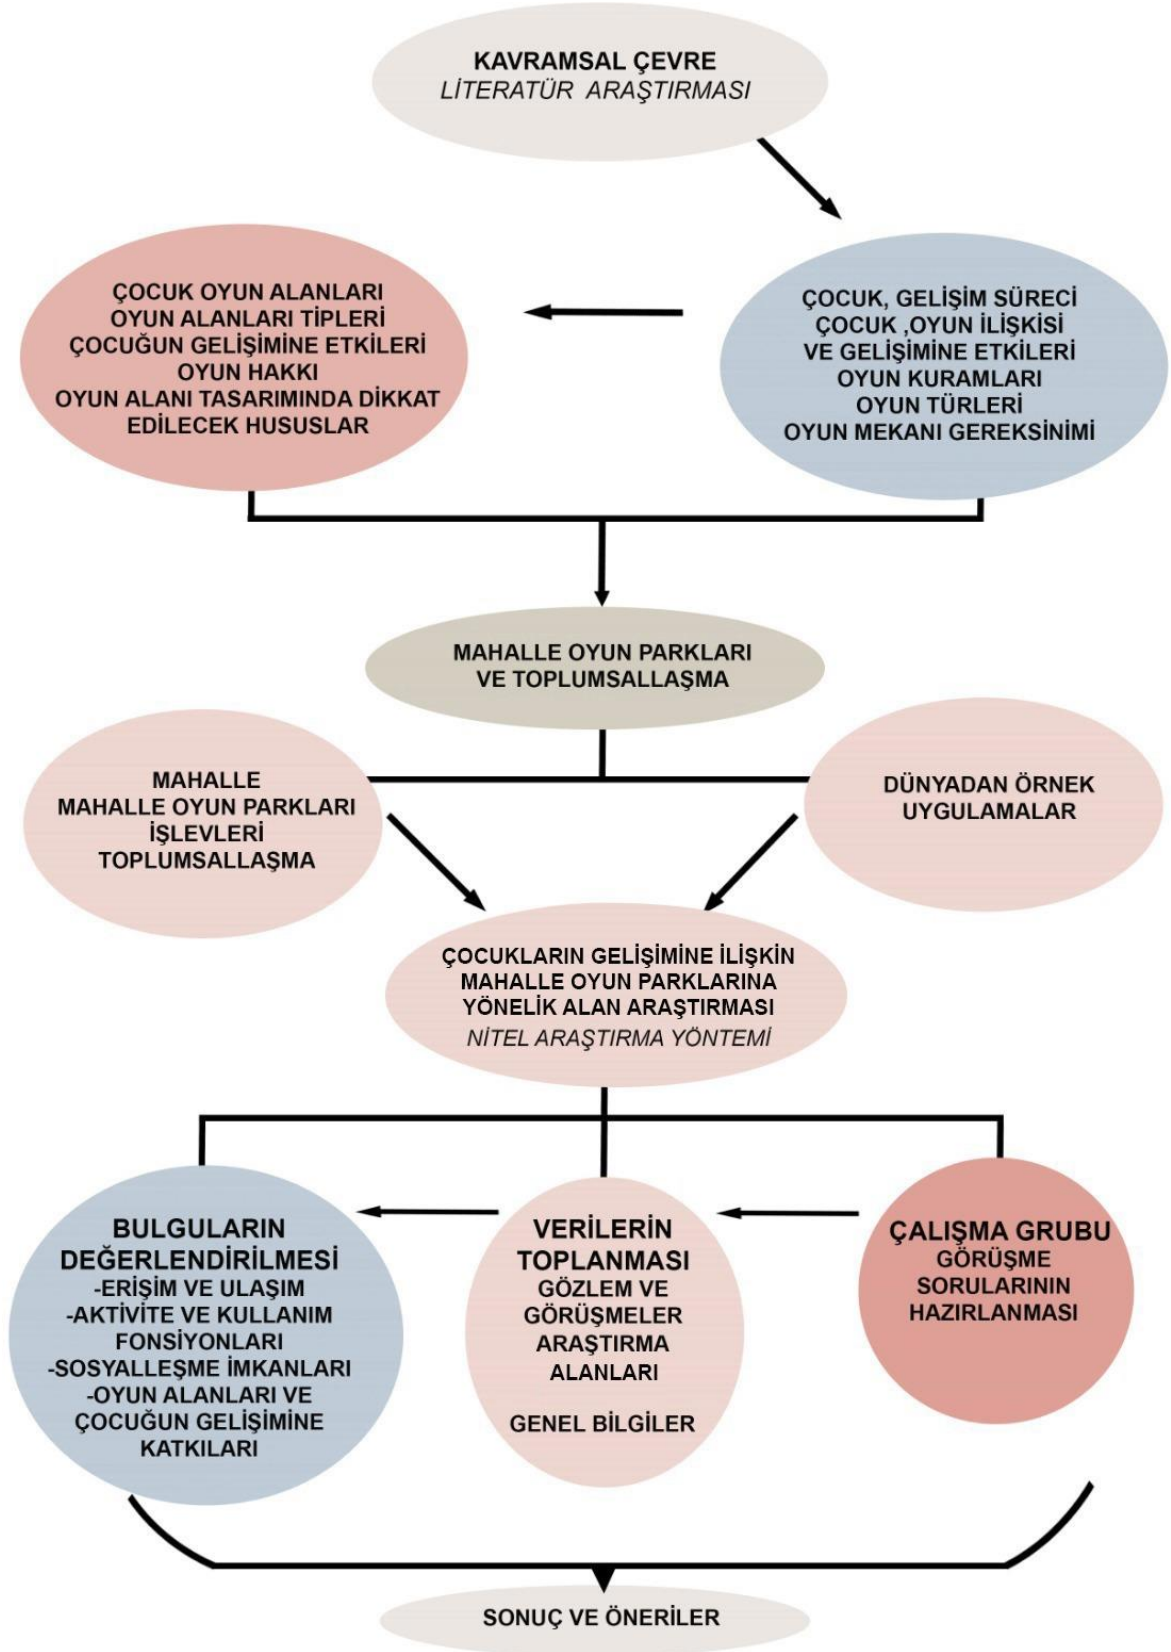 KAVRAMSAL ÇEVRE
LİTERATÜR ARAŞTIRMASI
ÇOCUK, GELİŞİM SÜRECİ
ÇOCUK ,OYUN İLİŞKİSİ
VE GELİŞİMİNE ETKİLERİ
OYUN KURAMLARI
OYUN TÜRLERİ
OYUN MEKANI GEREKSİNİMİ
ÇOCUK OYUN ALANLARI
OYUN ALANLARI TİPLERİ
ÇOCUĞUN GELİŞİMİNE ETKİLERİ
OYUN HAKKI
OYUN ALANI TASARIMINDA DİKKAT
EDİLECEK HUSUSLAR
MAHALLE OYUN PARKLARI
VE TOPLUMSALLAŞMA
MAHALLE
MAHALLE OYUN PARKLARI
İŞLEVLERİ
TOPLUMSALLAŞMA
DÜNYADAN ÖRNEK
UYGULAMALAR
ÇOCUKLARIN GELİŞİMİNE İLİŞKİN
MAHALLE OYUN PARKLARINA
YÖNELİK ALAN ARAŞTIRMASI
NİTEL ARAŞTIRMA YÖNTEMİ
BULGULARIN
DEĞERLENDİRİLMESİ
-ERİŞİM VE ULAŞIM
-AKTİVİTE VE KULLANIM
FONSİYONLARI
-SOSYALLEŞME İMKANLARI
-OYUN ALANLARI VE
ÇOCUĞUN GELİŞİMİNE
KATKILARI
VERİLERİN
TOPLANMASI
GÖZLEM VE
GÖRÜŞMELER
ARAŞTIRMA
ALANLARI
GENEL BİLGİLER
ÇALIŞMA GRUBU
GÖRÜŞME
SORULARININ
HAZIRLANMASI
SONUÇ VE ÖNERİLER